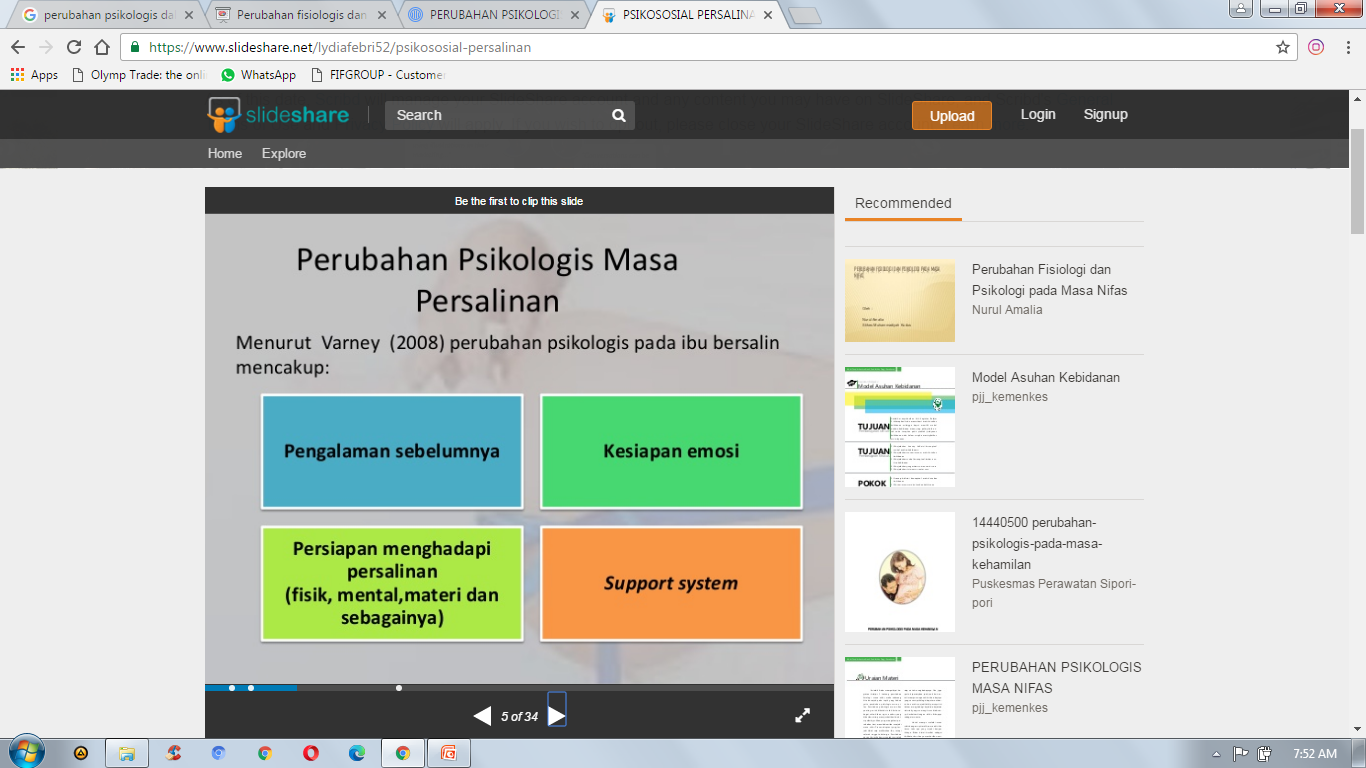 perubahan psikologis da
Perubahan fisiologis dan
PERUBAHAN PSIKOLOGI
PSIKOSOSIAL PERSALINA
https://www.slideshare.net/lydiafebri52/psikososial-persalinan
Apps
Olymp Trade: the onli
WhatsApp
FIFGROUP - Custome
slideshare
Search
Upload
Login
Signup
Home
Explore
Be the first to clip this slide
Perubahan Psikologis Masa
Persalinan
Menurut Varney (2008) perubahan psikologis pada ibu bersalin
mencakup:
Pengalaman sebelumnya
Kesiapan emosi
Persiapan menghadapi
persalinan
(fisik, mental,materi dan
sebagainya)
Support system
5 of 34
Recommended
Perubahan Fisiologi dan
Psikologi pada Masa Nifas
Nurul Amalia
Model Asuhan Kebidanan
TUJUAN
TUJUAN
POKOK
Model Asuhan Kebidanan
pjj_kemenkes
14440500 perubahan-
psikologis-pada-masa-
kehamilan
Puskesmas Perawatan Sipori-
pori
Uraian Materi
PERUBAHAN PSIKOLOGIS
MASA NIFAS
pjj_kemenkes
7:52 AM